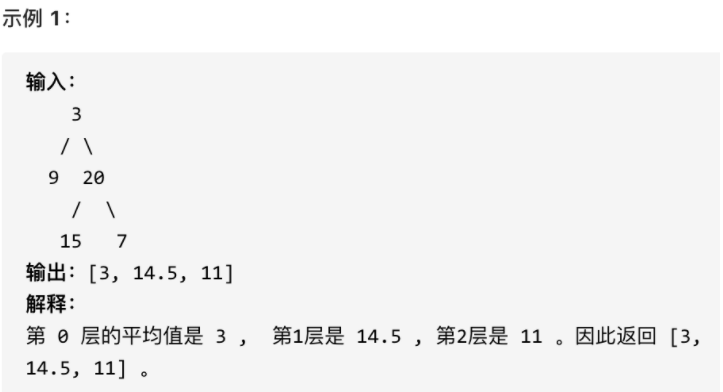 示例 1：
输入：
    3
   / \
  9  20
    /  \
   15   7
输出：[3, 14.5, 11]
解释：
第 0 层的平均值是 3 ,  第1层是 14.5 , 第2层是 11 。因此返回 [3,
14.5, 11] 。